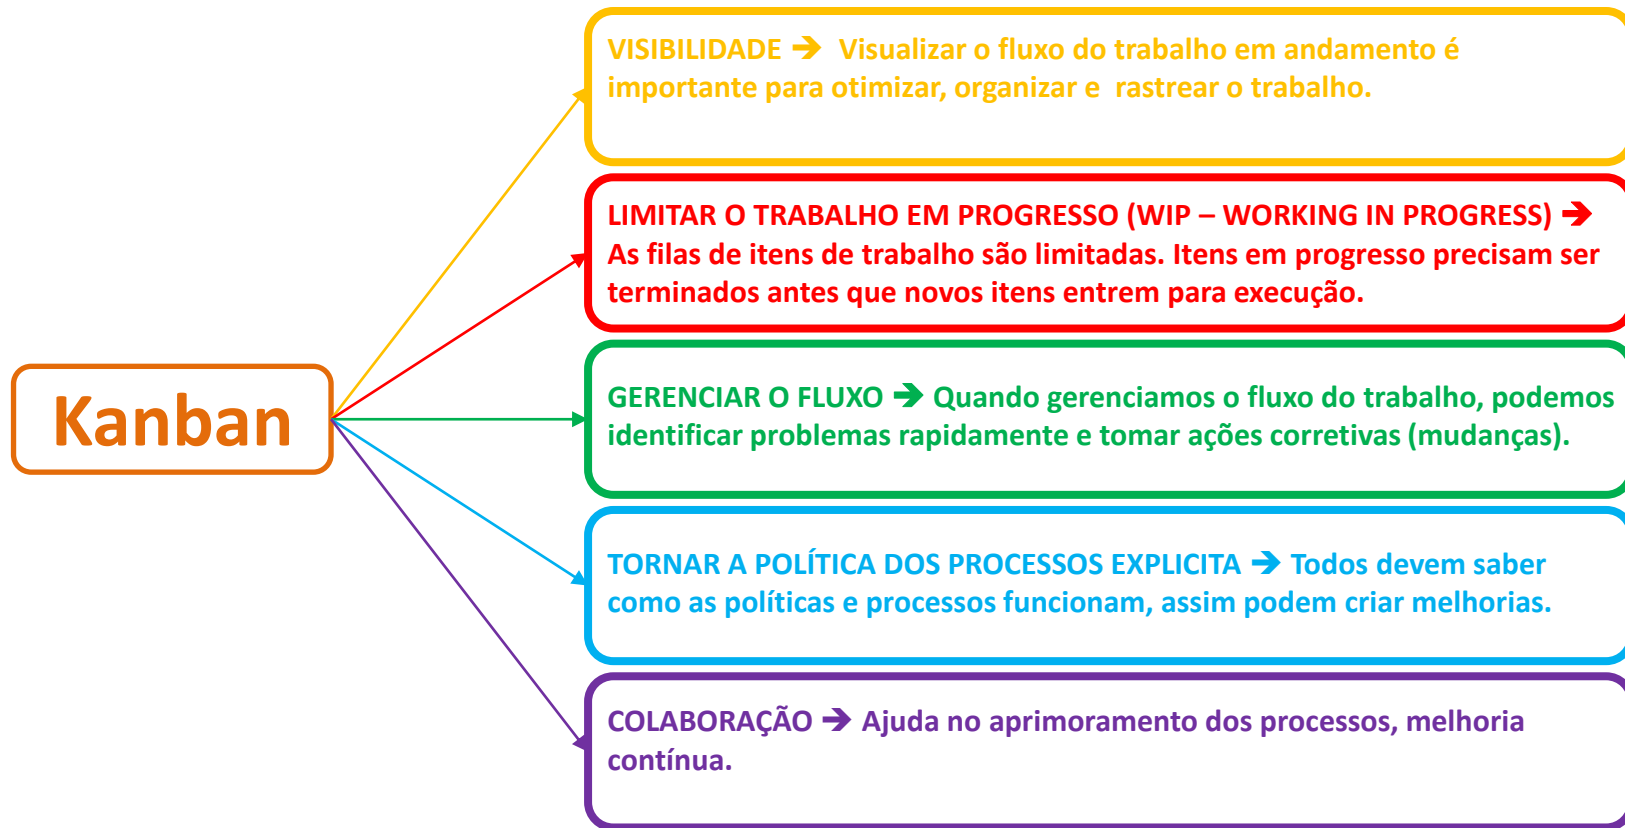 VISIBILIDADE ➔ Visualizar o fluxo do trabalho em andamento é
importante para otimizar, organizar e rastrear o trabalho.
LIMITAR O TRABALHO EM PROGRESSO (WIP – WORKING IN PROGRESS) ➔
As filas de itens de trabalho são limitadas. Itens em progresso precisam ser
terminados antes que novos itens entrem para execução.
Kanban
GERENCIAR O FLUXO ➔ Quando gerenciamos o fluxo do trabalho, podemos
identificar problemas rapidamente e tomar ações corretivas (mudanças).
TORNAR A POLÍTICA DOS PROCESSOS EXPLICITA ➔ Todos devem saber
como as políticas e processos funcionam, assim podem criar melhorias.
COLABORAÇÃO ➔ Ajuda no aprimoramento dos processos, melhoria
contínua.